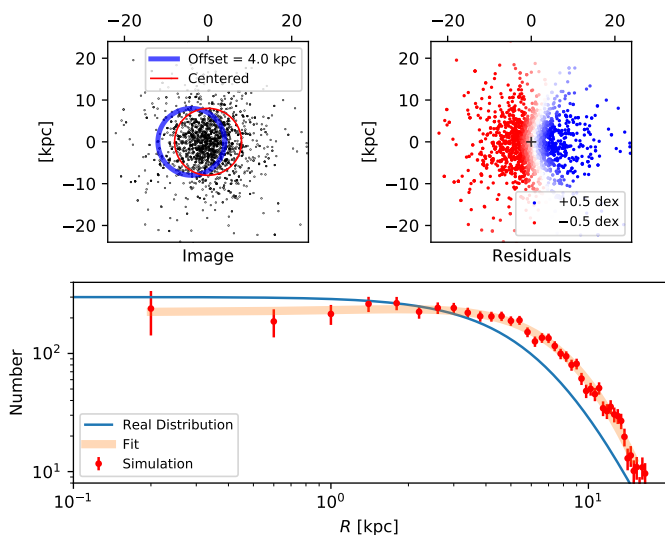 −20 0 20
−20 0 20
20
10
0
−10
−20
[kpc]
Offset = 4.0 kpc
Centered
Image
20
10
0
−10
−20
[kpc]
+0.5 dex
−0.5 dex
Residuals
Number
10²
10¹
Real Distribution
Fit
Simulation
10⁻¹ 10⁰ 10¹
R [kpc]